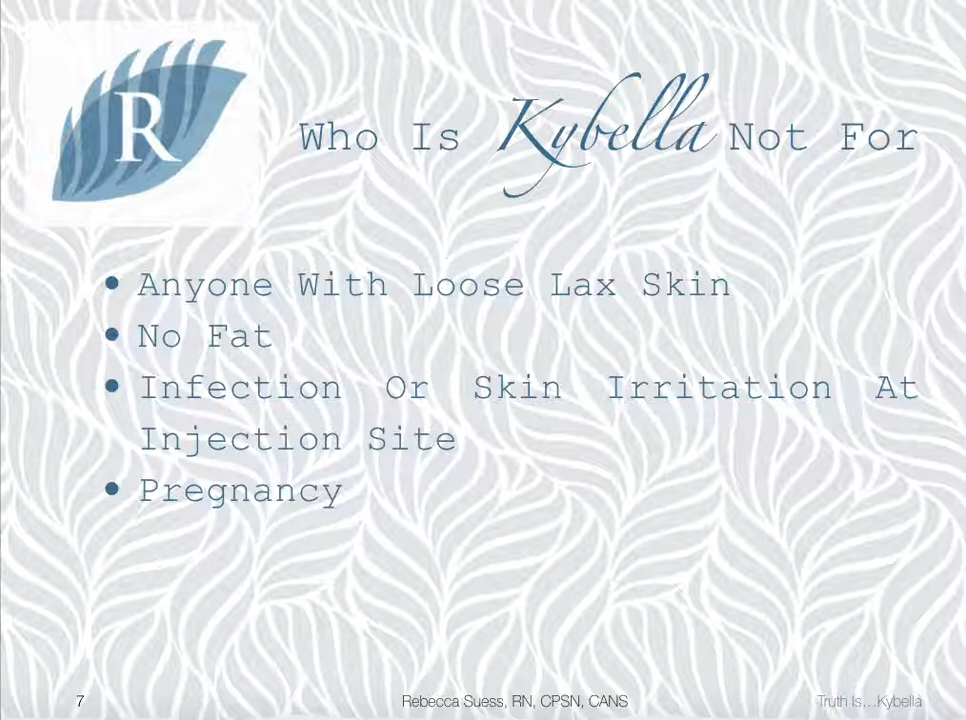 R
Who Is Kybella Not For
• Anyone With Loose Lax Skin
• No Fat
• Infection Or Skin Irritation At
Injection Site
• Pregnancy
7 Rebecca Suess, RN, CPSN, CANS Truth Is...Kybella